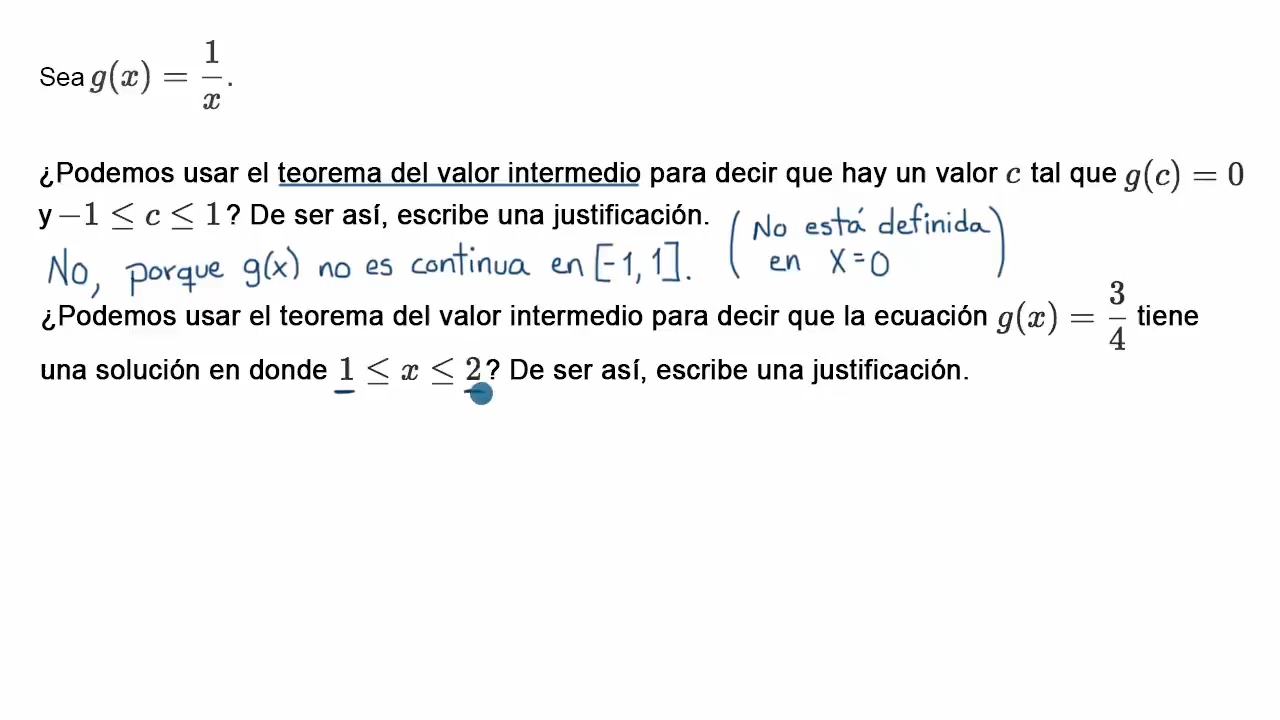 Sea g(x) = 1/x.
¿Podemos usar el teorema del valor intermedio para decir que hay un valor c tal que g(c) = 0
y −1 ≤ c ≤ 1? De ser así, escribe una justificación.
No, porque g(x) no es continua en [-1, 1]. (No está definida en x=0)
¿Podemos usar el teorema del valor intermedio para decir que la ecuación g(x) = 3/4 tiene
una solución en donde 1 ≤ x ≤ 2? De ser así, escribe una justificación.